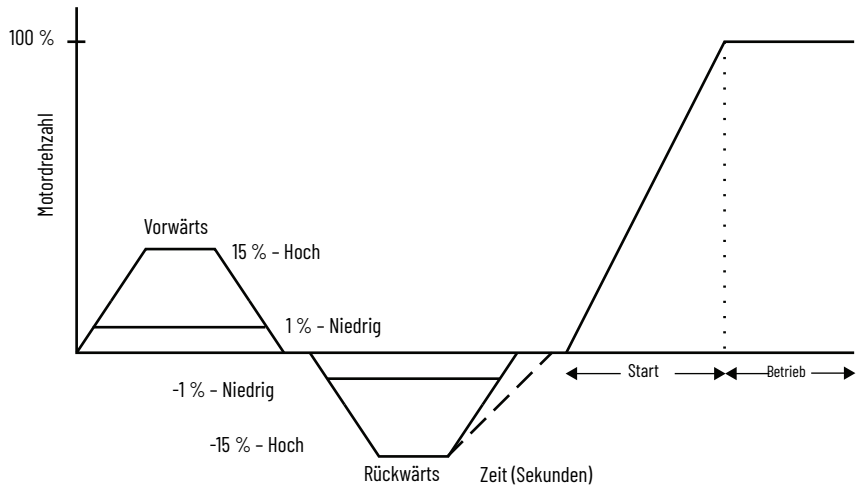 100 %
Motordrehzahl
Vorwärts
15 % – Hoch
1 % – Niedrig
-1 % – Niedrig
Start
Betrieb
-15 % – Hoch
Rückwärts
Zeit (Sekunden)